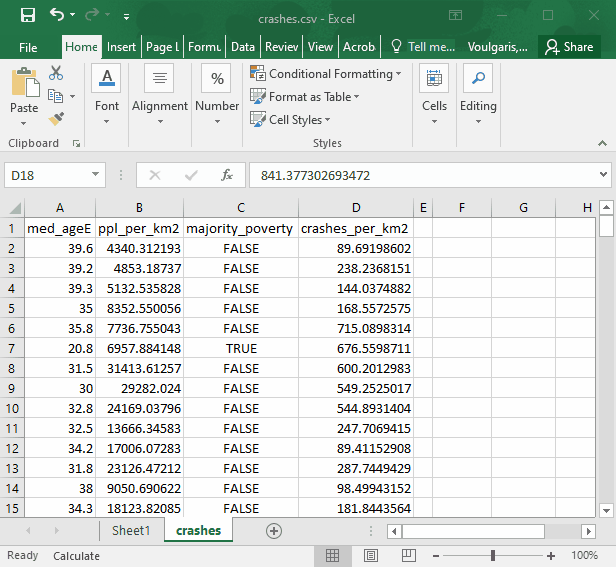 crashes.csv - Excel
File Home Insert Page L Formu Data Review View Acrob Tell me... Voulgaris,... Share
Paste Font Alignment Number Conditional Formatting Cells Editing
Format as Table
Cell Styles
Clipboard Styles
D18 fx 841.377302693472
A B C D E F G H
1 med_ageE ppl_per_km2 majority_poverty crashes_per_km2
2 39.6 4340.312193 FALSE 89.69198602
3 39.2 4853.18737 FALSE 238.2368151
4 39.3 5132.535828 FALSE 144.0374882
5 35 8352.550056 FALSE 168.5572575
6 35.8 7736.755043 FALSE 715.0898314
7 20.8 6957.884148 TRUE 676.5598711
8 31.5 31413.61257 FALSE 600.2012983
9 30 29282.024 FALSE 549.2525017
10 32.8 24169.03796 FALSE 544.8931404
11 32.5 13666.34583 FALSE 247.7069415
12 34.2 17006.07283 FALSE 89.41152908
13 31.8 23126.47212 FALSE 287.7449429
14 38 9050.690622 FALSE 98.49943152
15 34.3 18123.82085 FALSE 181.8443564
Sheet1 crashes
Ready Calculate 100%